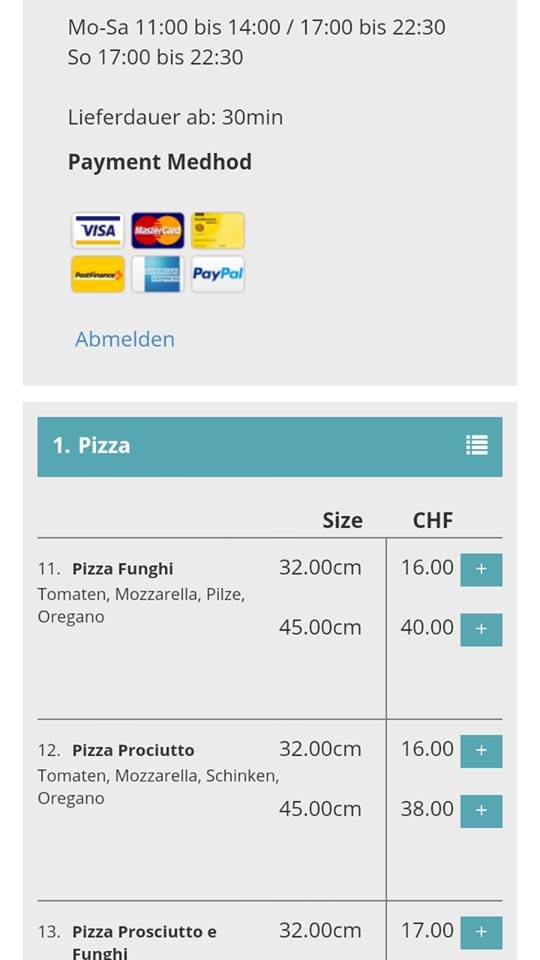 Mo-Sa 11:00 bis 14:00 / 17:00 bis 22:30
So 17:00 bis 22:30
Lieferdauer ab: 30min
Payment Medhod
VISA MasterCard PostFinance
PostFinance AMERICAN EXPRESS PayPal
Abmelden
1. Pizza
Size CHF
11. Pizza Funghi 32.00cm 16.00 +
Tomaten, Mozzarella, Pilze,
Oregano
45.00cm 40.00 +
12. Pizza Prociutto 32.00cm 16.00 +
Tomaten, Mozzarella, Schinken,
Oregano
45.00cm 38.00 +
13. Pizza Prosciutto e 32.00cm 17.00 +
Funghi